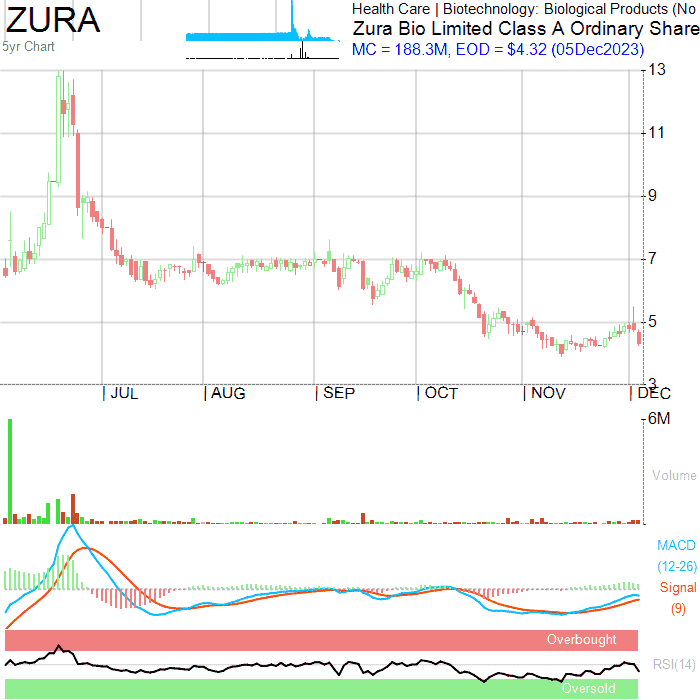 ZURA
5yr Chart
Health Care | Biotechnology: Biological Products (No
Zura Bio Limited Class A Ordinary Share
MC = 188.3M, EOD = $4.32 (05Dec2023)
13
11
9
7
5
3
| JUL | AUG | SEP | OCT | NOV | DEC
6M
Volume
MACD
(12-26)
Signal
(9)
Overbought
RSI(14)
Oversold